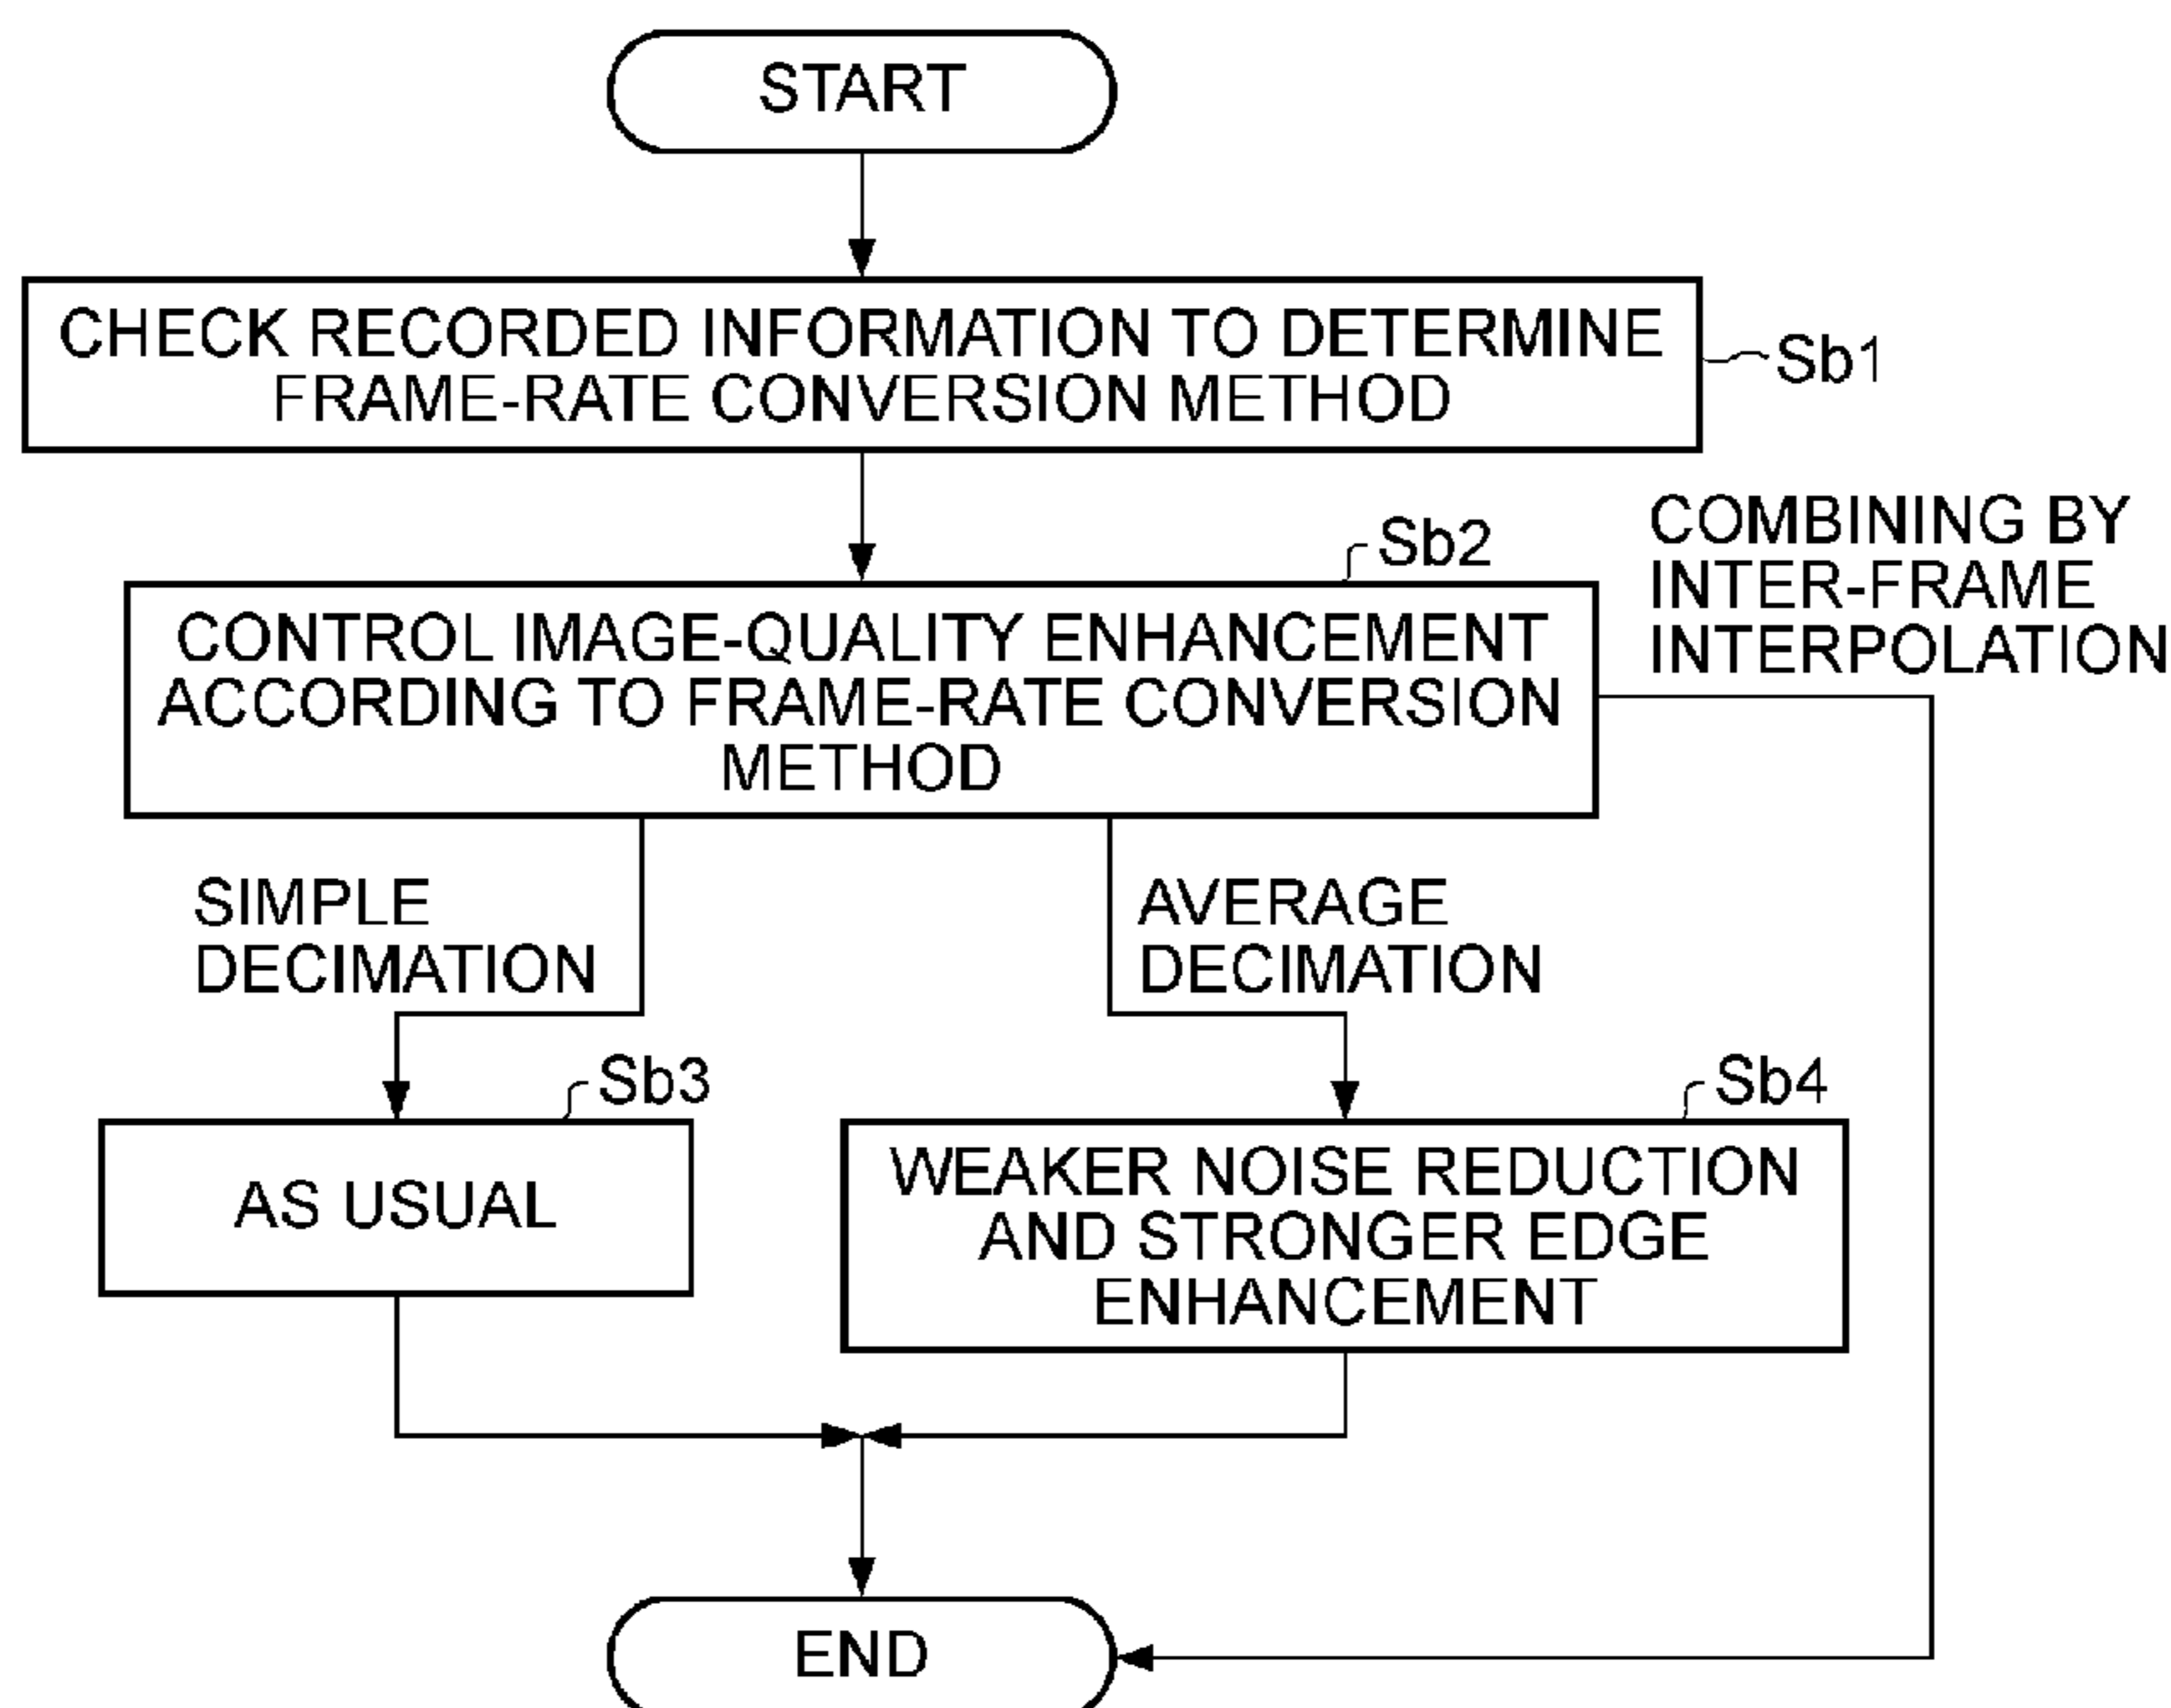 START
CHECK RECORDED INFORMATION TO DETERMINE
FRAME-RATE CONVERSION METHOD
Sb1
Sb2
CONTROL IMAGE-QUALITY ENHANCEMENT
ACCORDING TO FRAME-RATE CONVERSION
METHOD
COMBINING BY
INTER-FRAME
INTERPOLATION
SIMPLE
DECIMATION
AVERAGE
DECIMATION
Sb3
AS USUAL
Sb4
WEAKER NOISE REDUCTION
AND STRONGER EDGE
ENHANCEMENT
END